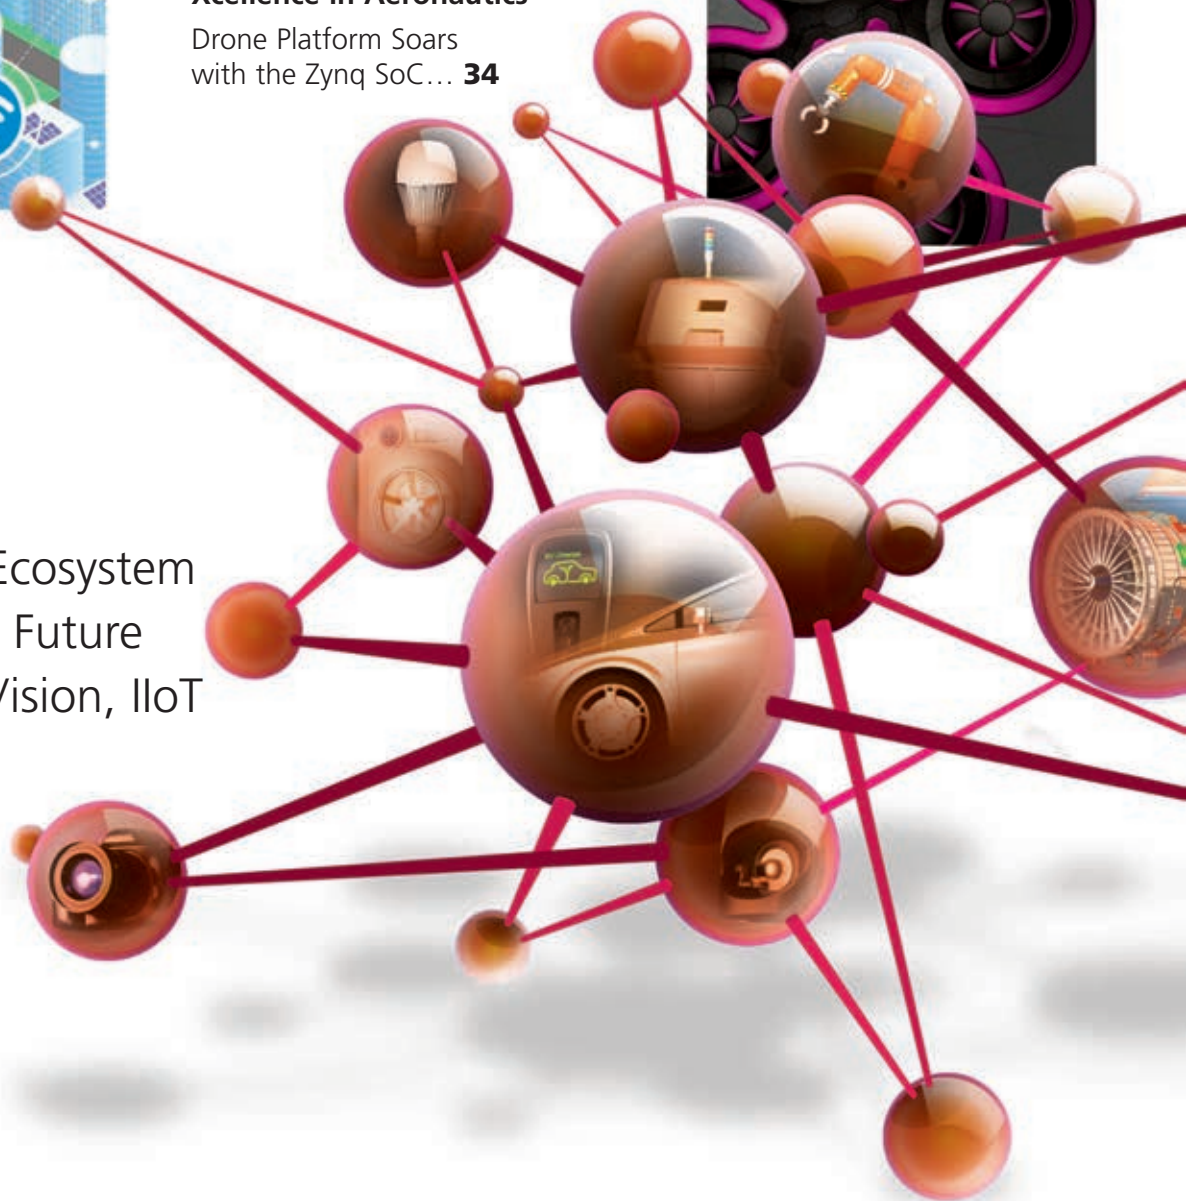 Xcellence in Aeronautics
Drone Platform Soars
with the Zynq SoC… 34
Ecosystem
Future
Vision, IIoT